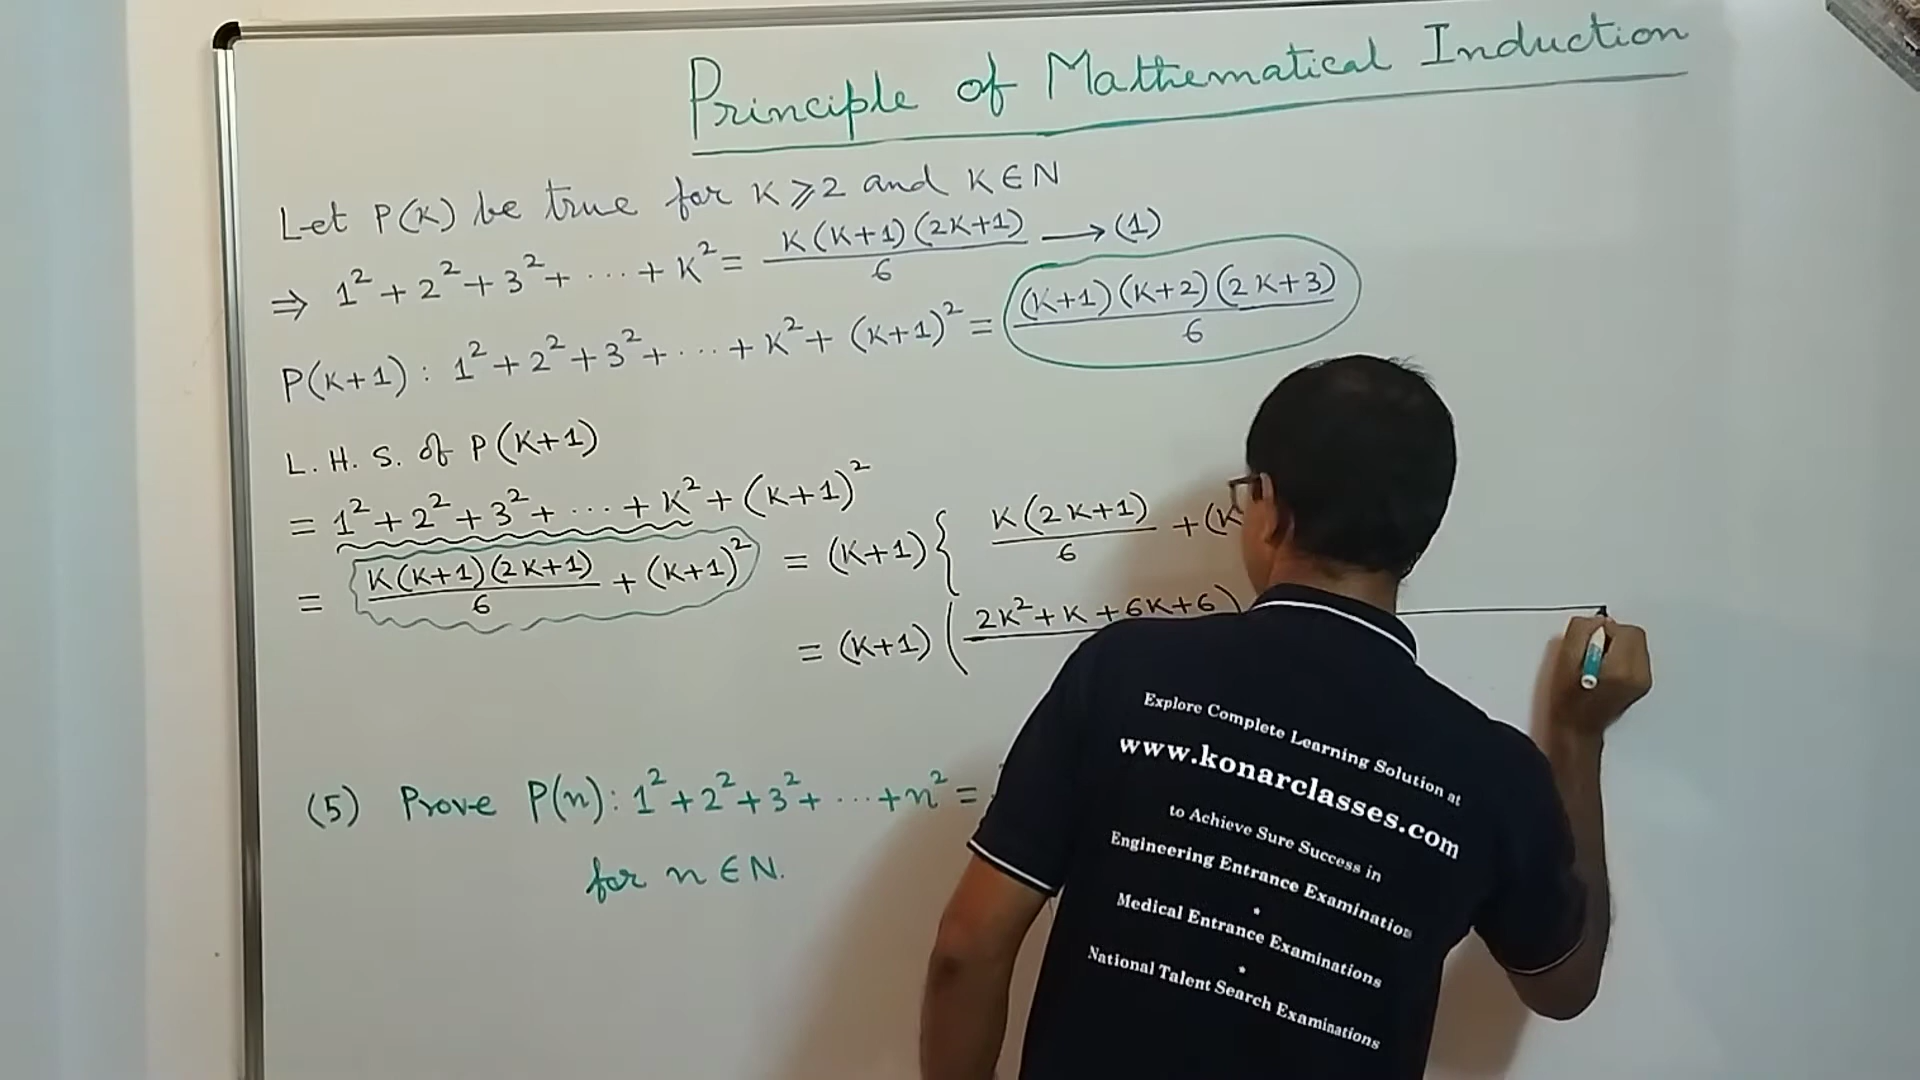 Principle of Mathematical Induction
Let P(K) be true for K ⩾ 2 and K ∈ N
⇒ 1² + 2² + 3² + ··· + K² = K(K+1)(2K+1)/6 → (1)
P(K+1) : 1² + 2² + 3² + ··· + K² + (K+1)² = (K+1)(K+2)(2K+3)/6
L.H.S. of P(K+1)
= 1² + 2² + 3² + ··· + K² + (K+1)²
= K(K+1)(2K+1)/6 + (K+1)² = (K+1){ K(2K+1)/6 + (K
= (K+1)( 2K² + K + 6K + 6 )
(5) Prove P(n) : 1² + 2² + 3² + ··· + n² =
for n ∈ N.
Explore Complete Learning Solution at
www.konarclasses.com
to Achieve Sure Success in
Engineering Entrance Examination
•
Medical Entrance Examinations
•
National Talent Search Examinations